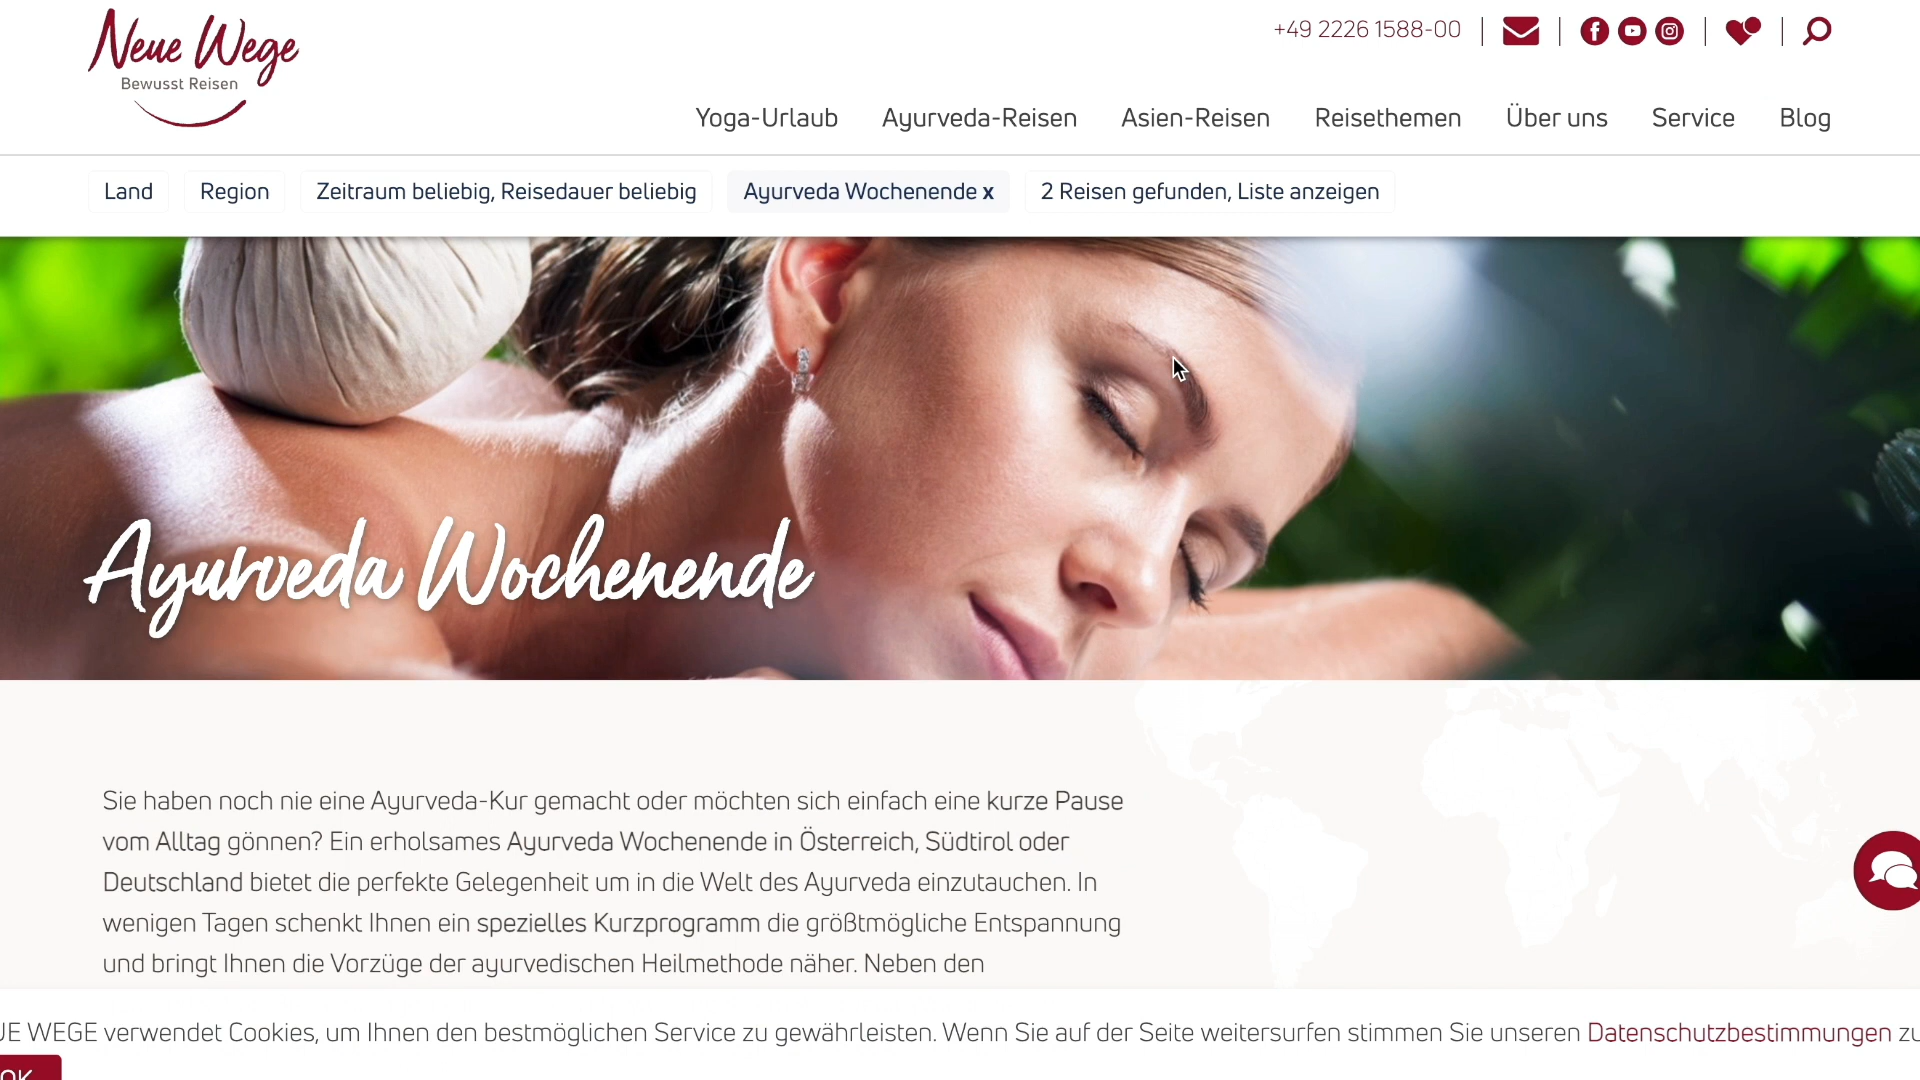 Neue Wege
Bewusst Reisen
+49 2226 1588-00
Yoga-Urlaub Ayurveda-Reisen Asien-Reisen Reisethemen Über uns Service Blog
Land Region Zeitraum beliebig, Reisedauer beliebig Ayurveda Wochenende x 2 Reisen gefunden, Liste anzeigen
Ayurveda Wochenende
Sie haben noch nie eine Ayurveda-Kur gemacht oder möchten sich einfach eine kurze Pause
vom Alltag gönnen? Ein erholsames Ayurveda Wochenende in Österreich, Südtirol oder
Deutschland bietet die perfekte Gelegenheit um in die Welt des Ayurveda einzutauchen. In
wenigen Tagen schenkt Ihnen ein spezielles Kurzprogramm die größtmögliche Entspannung
und bringt Ihnen die Vorzüge der ayurvedischen Heilmethode näher. Neben den
UE WEGE verwendet Cookies, um Ihnen den bestmöglichen Service zu gewährleisten. Wenn Sie auf der Seite weitersurfen stimmen Sie unseren Datenschutzbestimmungen zu
OK